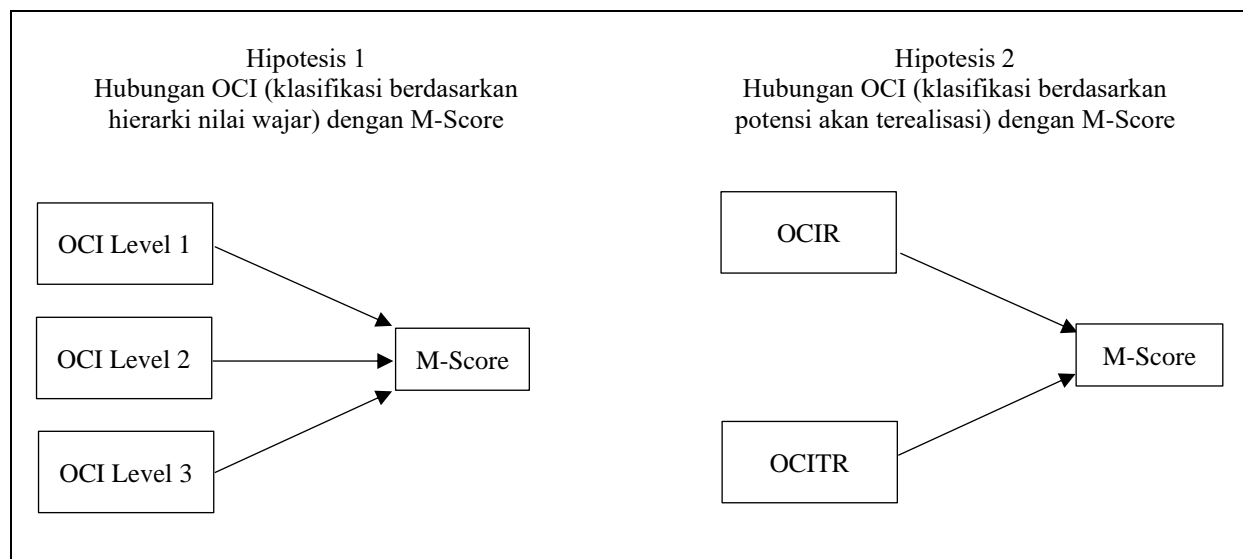 Hipotesis 1
Hubungan OCI (klasifikasi berdasarkan
hierarki nilai wajar) dengan M-Score
OCI Level 1
OCI Level 2
OCI Level 3
M-Score
Hipotesis 2
Hubungan OCI (klasifikasi berdasarkan
potensi akan terealisasi) dengan M-Score
OCIR
OCITR
M-Score